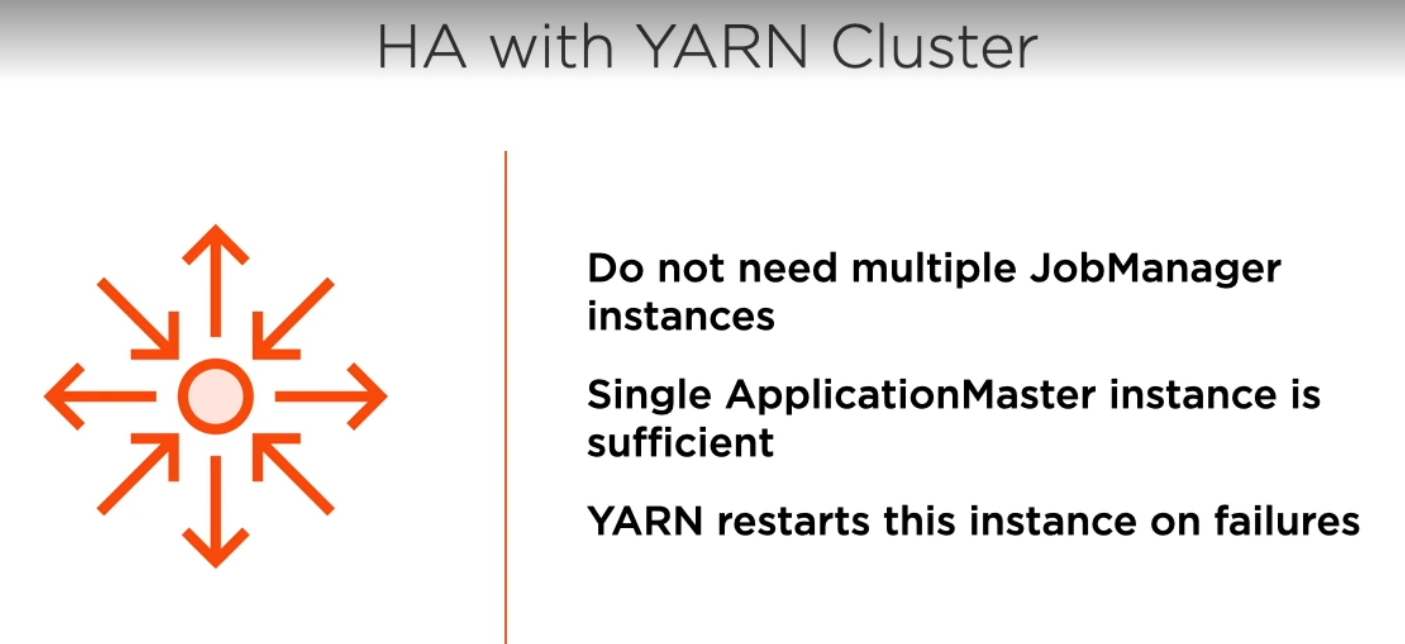 HA with YARN Cluster
Do not need multiple JobManager
instances
Single ApplicationMaster instance is
sufficient
YARN restarts this instance on failures